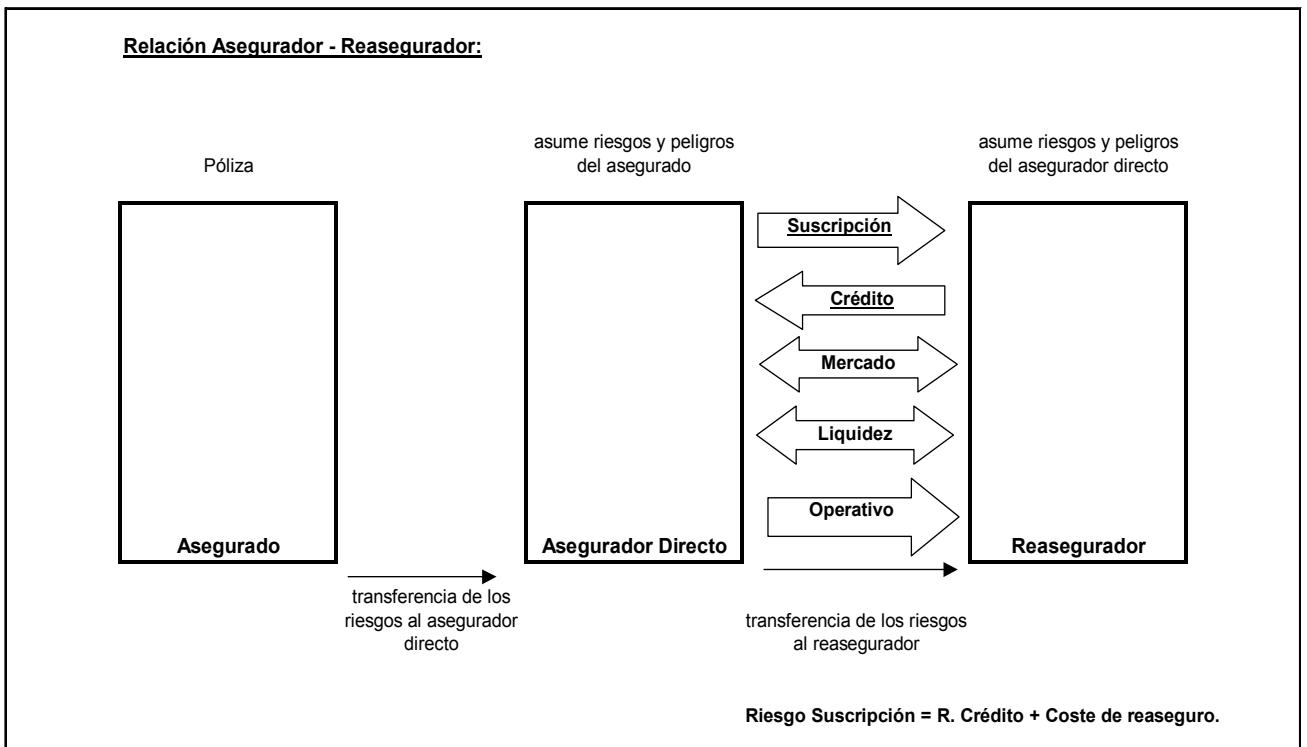 Relación Asegurador - Reasegurador:
Póliza
asume riesgos y peligros
del asegurado
asume riesgos y peligros
del asegurador directo
Suscripción
Crédito
Mercado
Liquidez
Operativo
Asegurado
Asegurador Directo
Reasegurador
transferencia de los
riesgos al asegurador
directo
transferencia de los riesgos
al reasegurador
Riesgo Suscripción = R. Crédito + Coste de reaseguro.